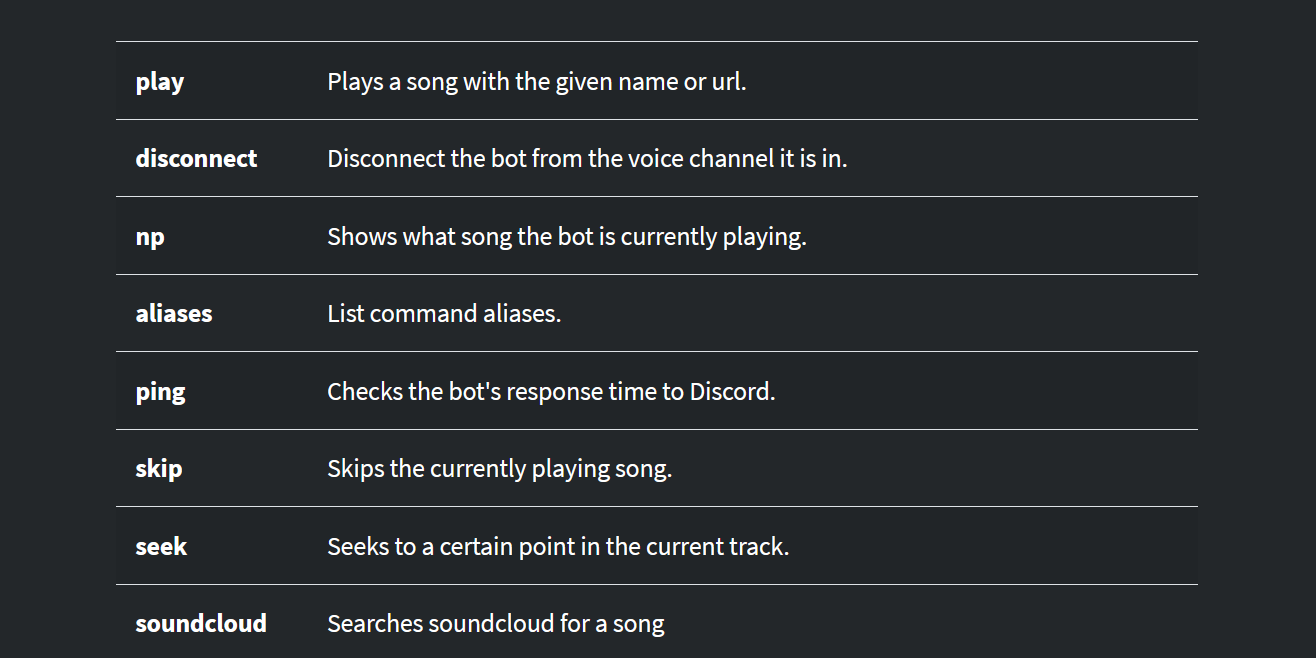 play Plays a song with the given name or url.
disconnect Disconnect the bot from the voice channel it is in.
np Shows what song the bot is currently playing.
aliases List command aliases.
ping Checks the bot's response time to Discord.
skip Skips the currently playing song.
seek Seeks to a certain point in the current track.
soundcloud Searches soundcloud for a song